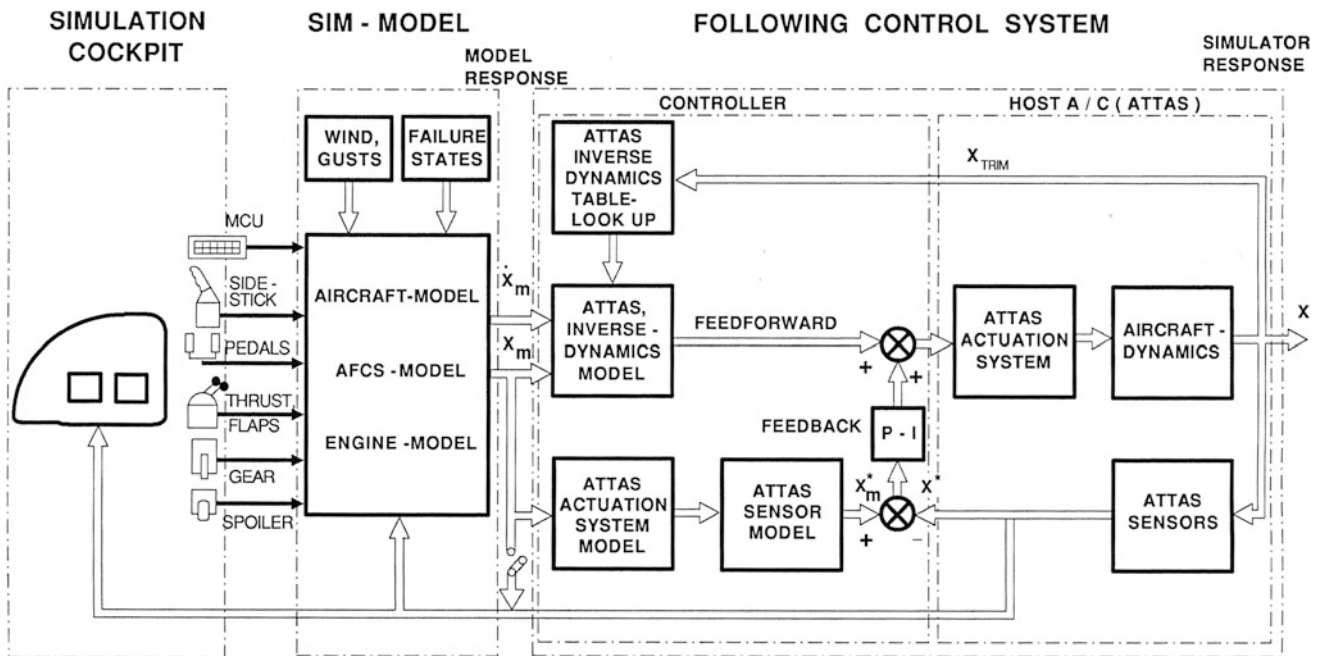 SIMULATION
COCKPIT
SIM - MODEL
FOLLOWING CONTROL SYSTEM
MODEL
RESPONSE
SIMULATOR
RESPONSE
CONTROLLER
HOST A / C ( ATTAS )
WIND,
GUSTS
FAILURE
STATES
ATTAS
INVERSE
DYNAMICS
TABLE-
LOOK UP
X TRIM
MCU
SIDE -
STICK
PEDALS
THRUST,
FLAPS
GEAR
SPOILER
AIRCRAFT-MODEL
AFCS - MODEL
ENGINE -MODEL
Ẋm
Xm
ATTAS,
INVERSE -
DYNAMICS
MODEL
FEEDFORWARD
+
+
ATTAS
ACTUATION
SYSTEM
AIRCRAFT -
DYNAMICS
X
FEEDBACK
P - I
ATTAS
ACTUATION
SYSTEM
MODEL
ATTAS
SENSOR
MODEL
X*m
X*
+
−
ATTAS
SENSORS